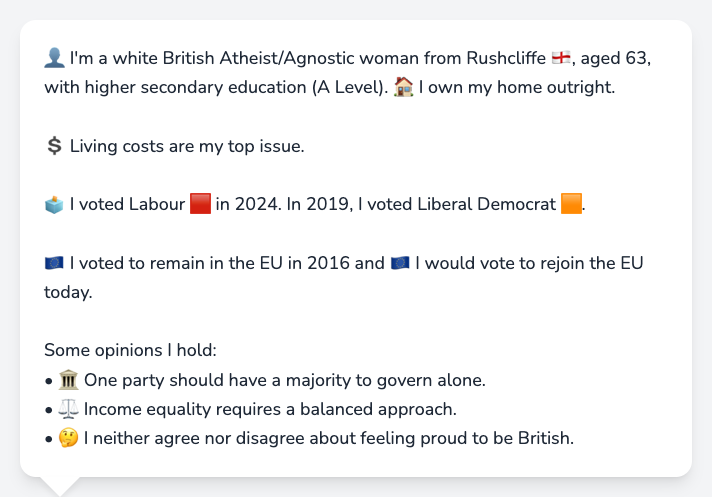 👤 I'm a white British Atheist/Agnostic woman from Rushcliffe 🏴󠁧󠁢󠁥󠁮󠁧󠁿, aged 63,
with higher secondary education (A Level). 🏠 I own my home outright.
💲 Living costs are my top issue.
🗳️ I voted Labour 🟥 in 2024. In 2019, I voted Liberal Democrat 🟧.
🇪🇺 I voted to remain in the EU in 2016 and 🇪🇺 I would vote to rejoin the EU
today.
Some opinions I hold:
• 🏛️ One party should have a majority to govern alone.
• ⚖️ Income equality requires a balanced approach.
• 🤔 I neither agree nor disagree about feeling proud to be British.